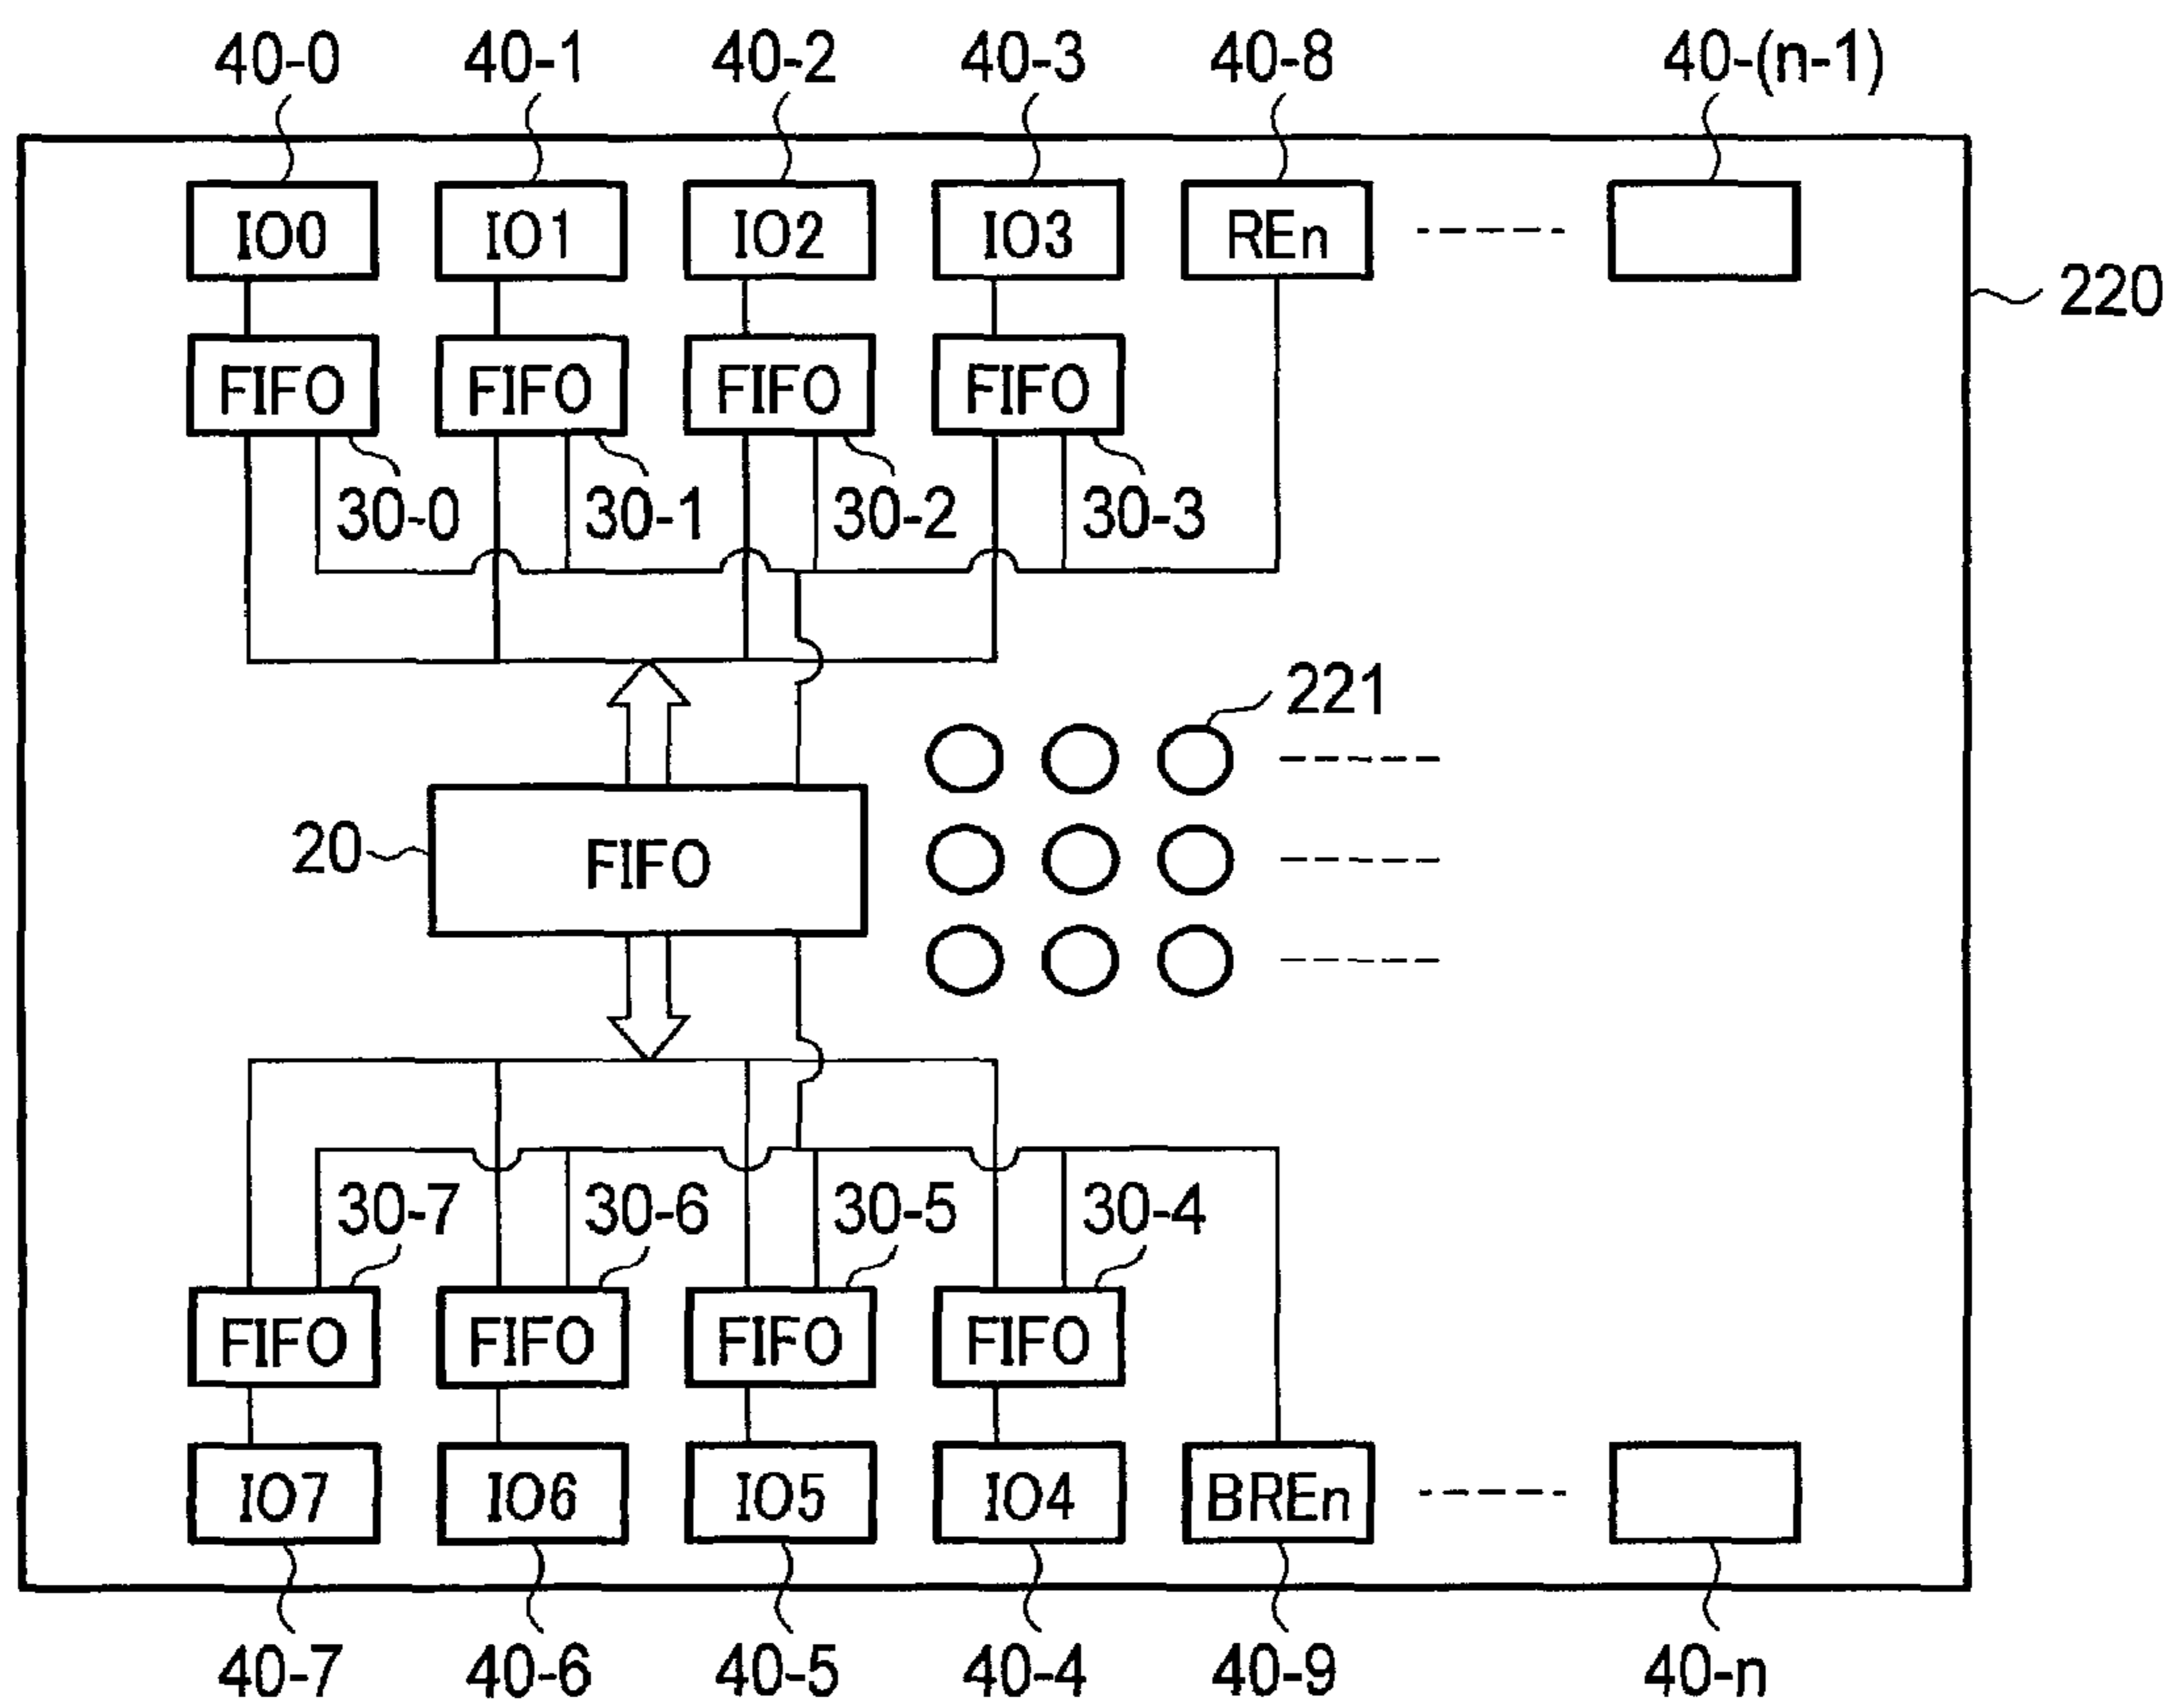 40-0 40-1 40-2 40-3 40-8 40-(n-1)
IO0 IO1 IO2 IO3 REn
220
FIFO FIFO FIFO FIFO
30-0 30-1 30-2 30-3
221
20 FIFO
30-7 30-6 30-5 30-4
FIFO FIFO FIFO FIFO
IO7 IO6 IO5 IO4 BREn
40-7 40-6 40-5 40-4 40-9 40-n